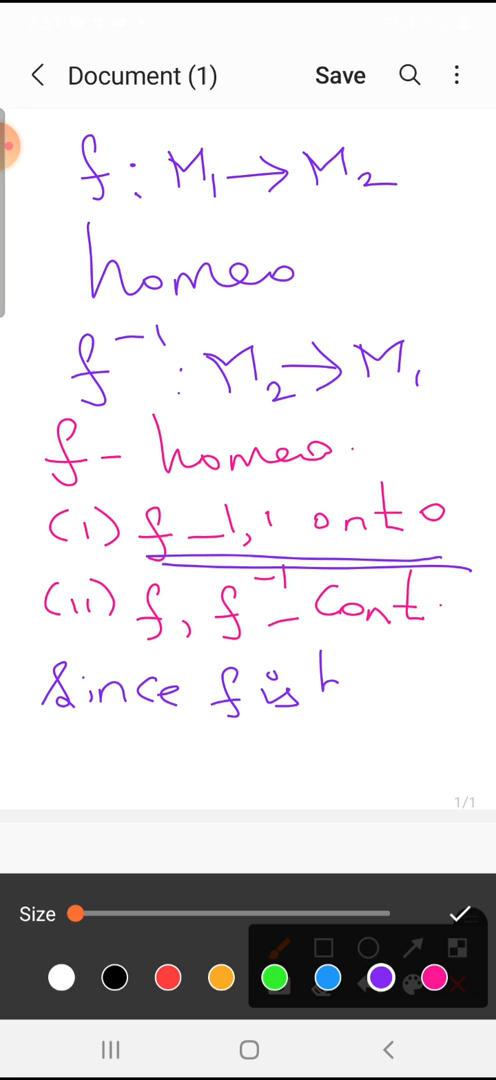 Document (1) Save
f : M₁ → M₂
homeo
f⁻¹ : M₂ → M₁
f - homeo.
(i) f - 1,1 onto
(ii) f, f⁻¹ - Cont.
Since f is h
1/1
Size